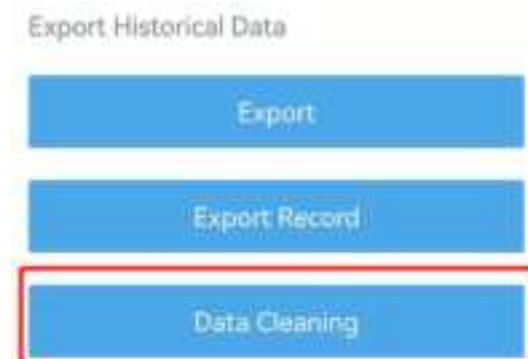 Export Historical Data
Export
Export Record
Data Cleaning